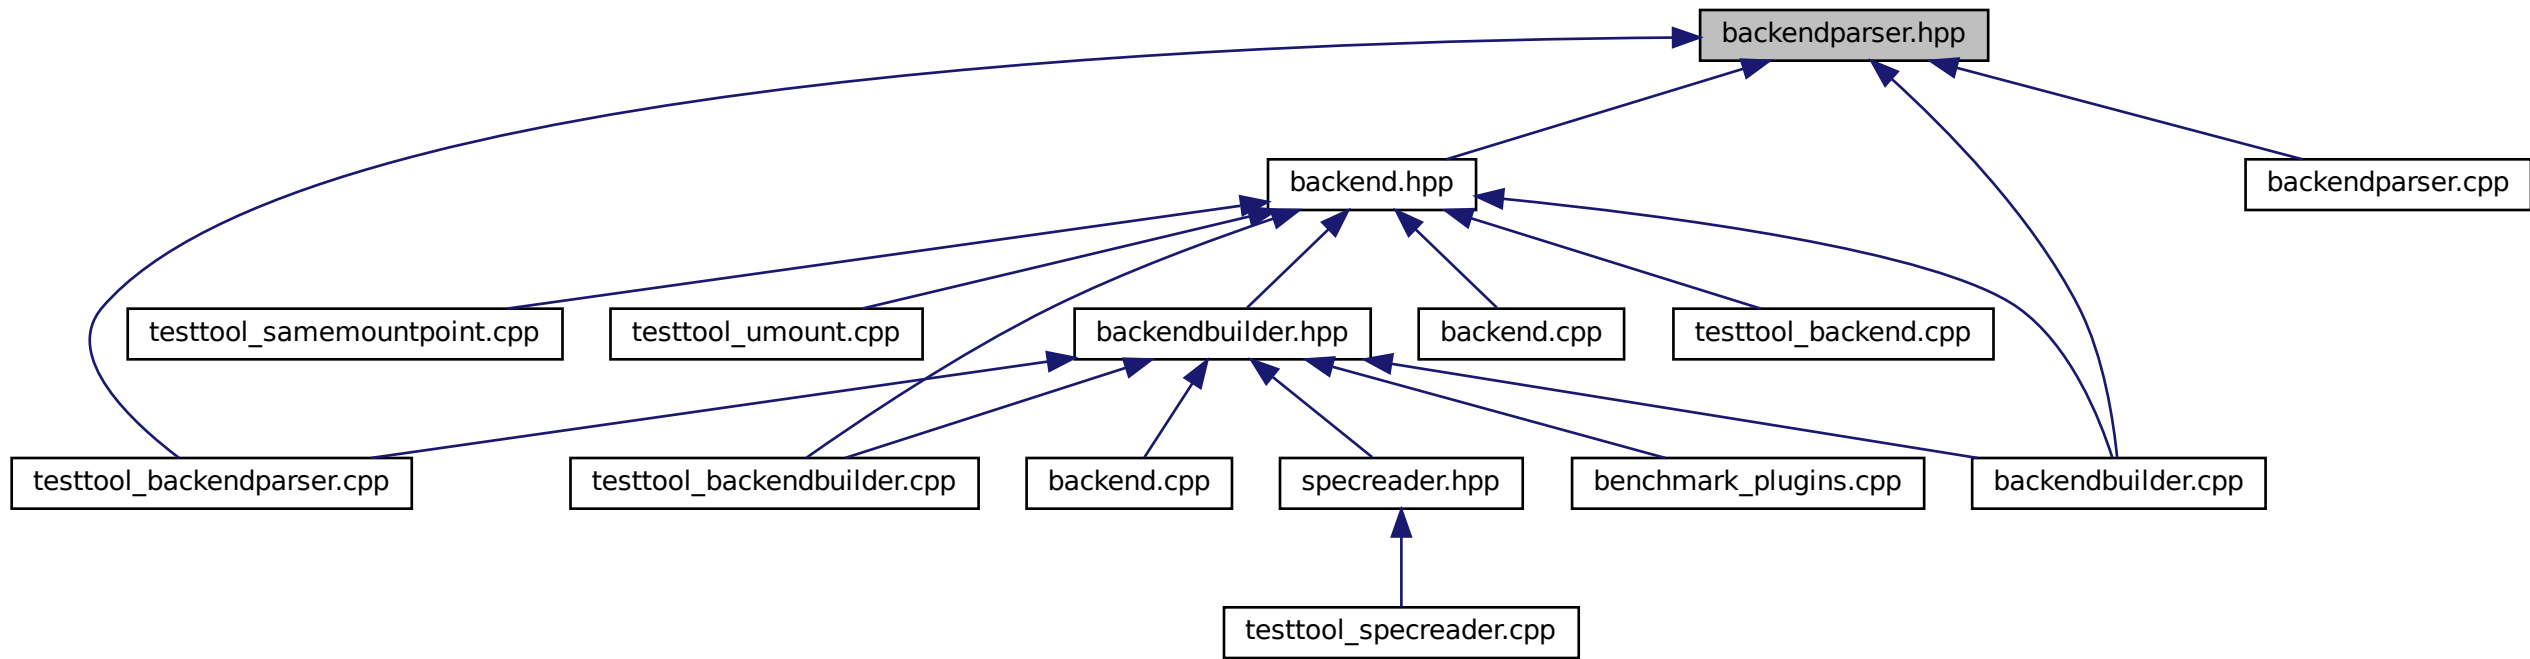 backendparser.hpp
backend.hpp
backendparser.cpp
testtool_samemountpoint.cpp
testtool_umount.cpp
backendbuilder.hpp
backend.cpp
testtool_backend.cpp
testtool_backendparser.cpp
testtool_backendbuilder.cpp
backend.cpp
specreader.hpp
benchmark_plugins.cpp
backendbuilder.cpp
testtool_specreader.cpp